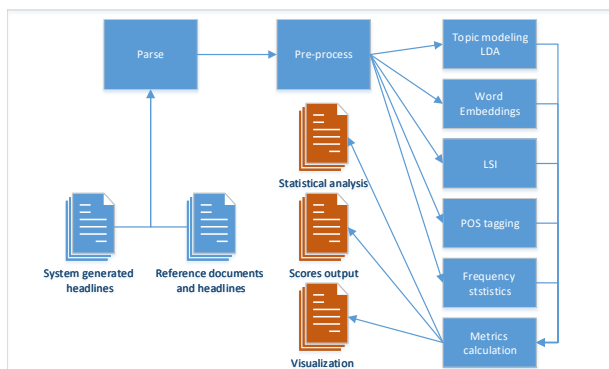 Parse
Pre-process
Topic modeling
LDA
Word
Embeddings
LSI
POS tagging
Frequency
ststistics
Metrics
calculation
Statistical analysis
Scores output
Visualization
System generated
headlines
Reference documents
and headlines